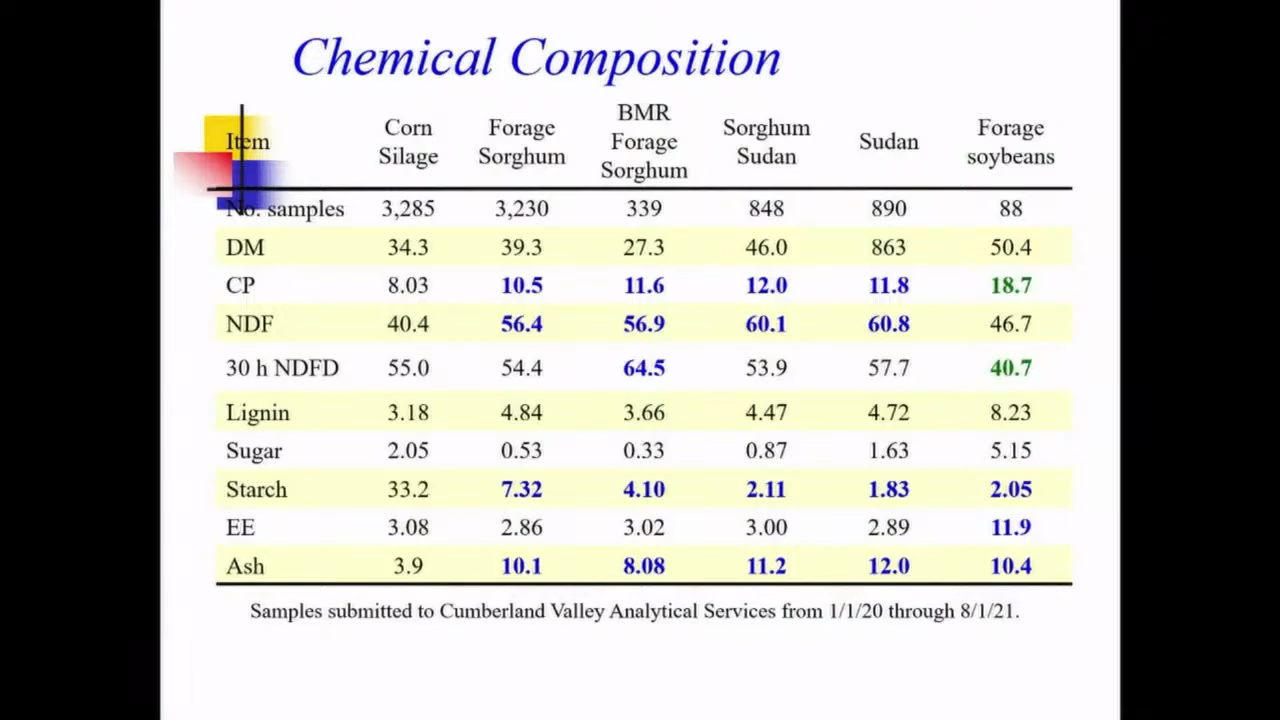 Chemical Composition
Item Corn Silage Forage Sorghum BMR Forage Sorghum Sorghum Sudan Sudan Forage soybeans
No. samples 3,285 3,230 339 848 890 88
DM 34.3 39.3 27.3 46.0 863 50.4
CP 8.03 10.5 11.6 12.0 11.8 18.7
NDF 40.4 56.4 56.9 60.1 60.8 46.7
30 h NDFD 55.0 54.4 64.5 53.9 57.7 40.7
Lignin 3.18 4.84 3.66 4.47 4.72 8.23
Sugar 2.05 0.53 0.33 0.87 1.63 5.15
Starch 33.2 7.32 4.10 2.11 1.83 2.05
EE 3.08 2.86 3.02 3.00 2.89 11.9
Ash 3.9 10.1 8.08 11.2 12.0 10.4
Samples submitted to Cumberland Valley Analytical Services from 1/1/20 through 8/1/21.